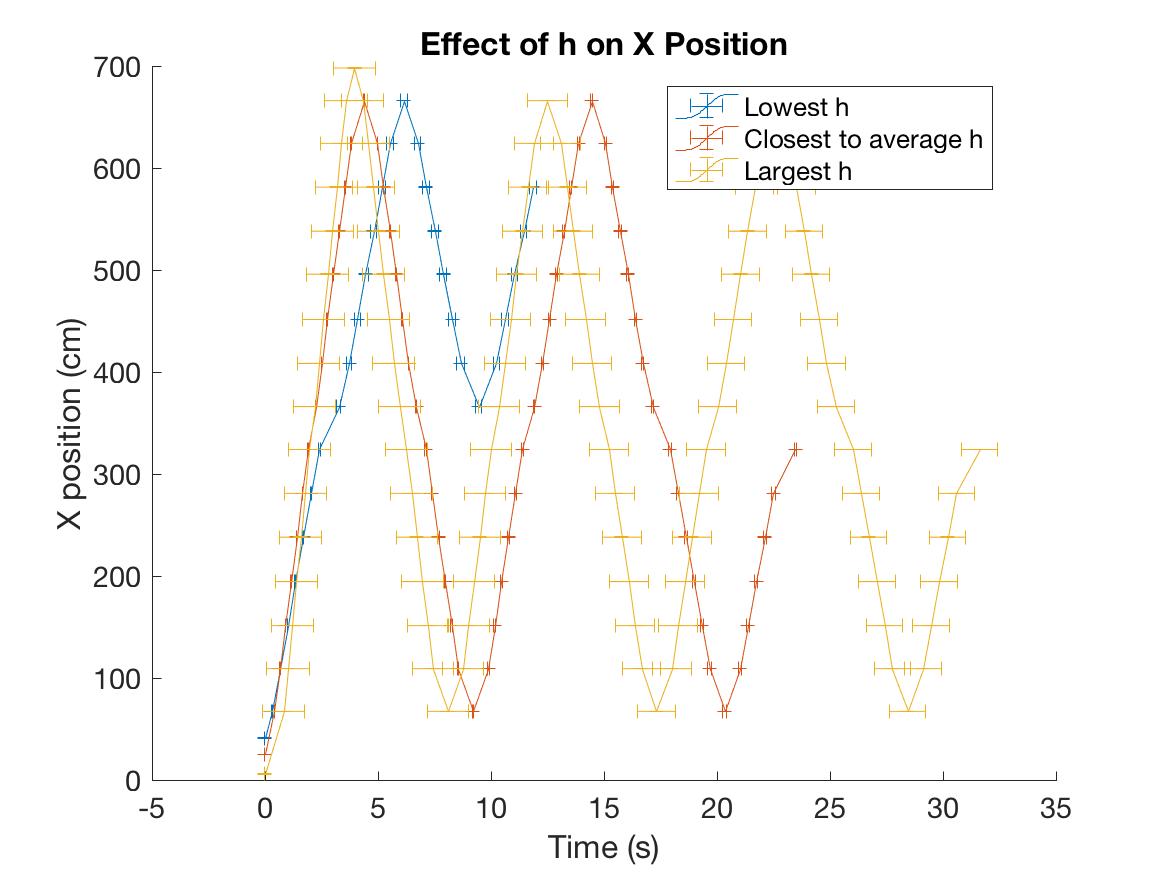 Effect of h on X Position
Lowest h
Closest to average h
Largest h
X position (cm)
700
600
500
400
300
200
100
0
-5 0 5 10 15 20 25 30 35
Time (s)